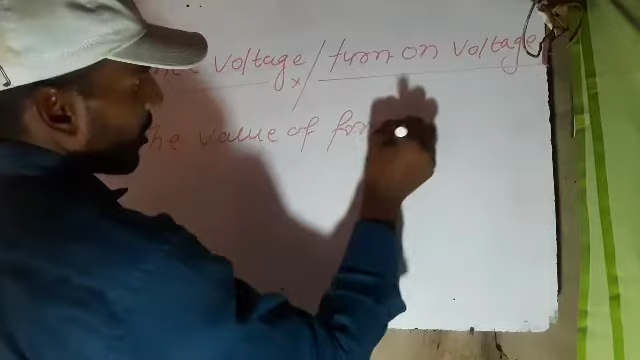 voltage / turn on voltage
he value of for